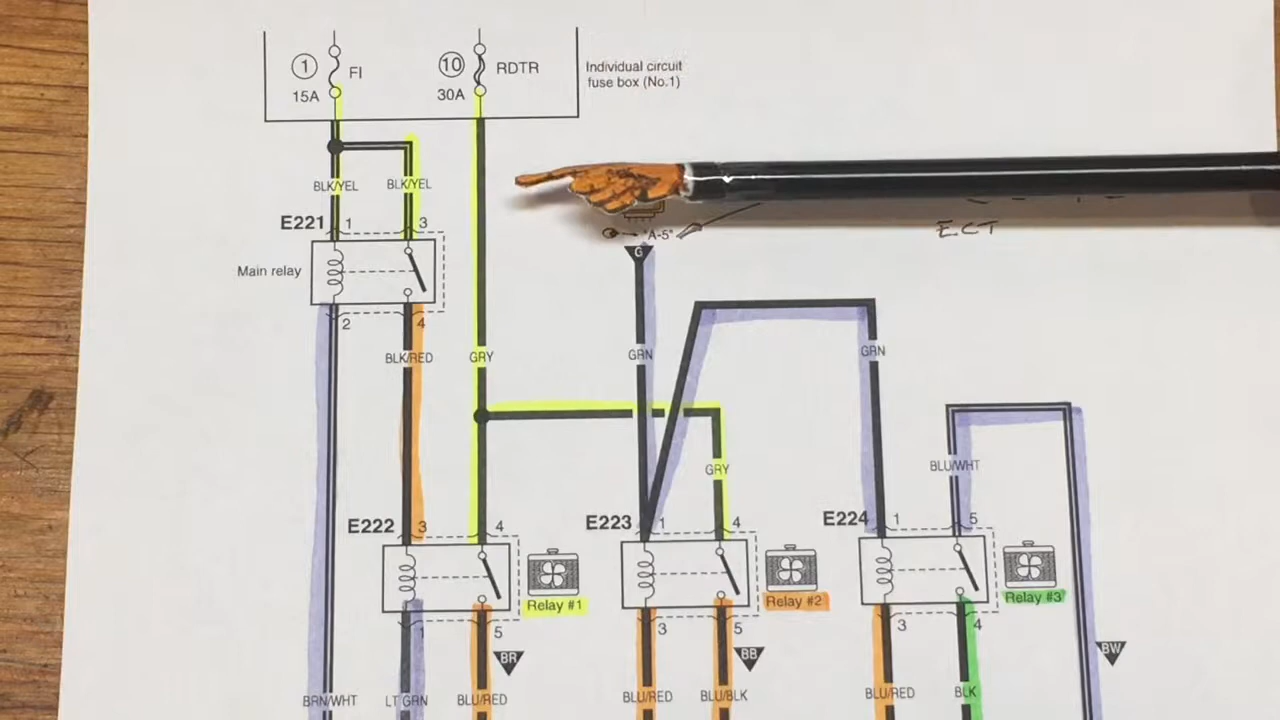 1
FI
15A
10
RDTR
30A
Individual circuit
fuse box (No.1)
BLK/YEL
BLK/YEL
E221
1
3
Main relay
2
4
"A-5"
ECT
G
BLK/RED
GRY
GRN
GRN
GRY
BLU/WHT
E222
3
4
E223
1
4
E224
1
5
Relay #1
Relay #2
Relay #3
1
5
3
5
3
4
BR
BB
BW
BRN/WHT
LT GRN
BLU/RED
BLU/RED
BLU/BLK
BLU/RED
BLK